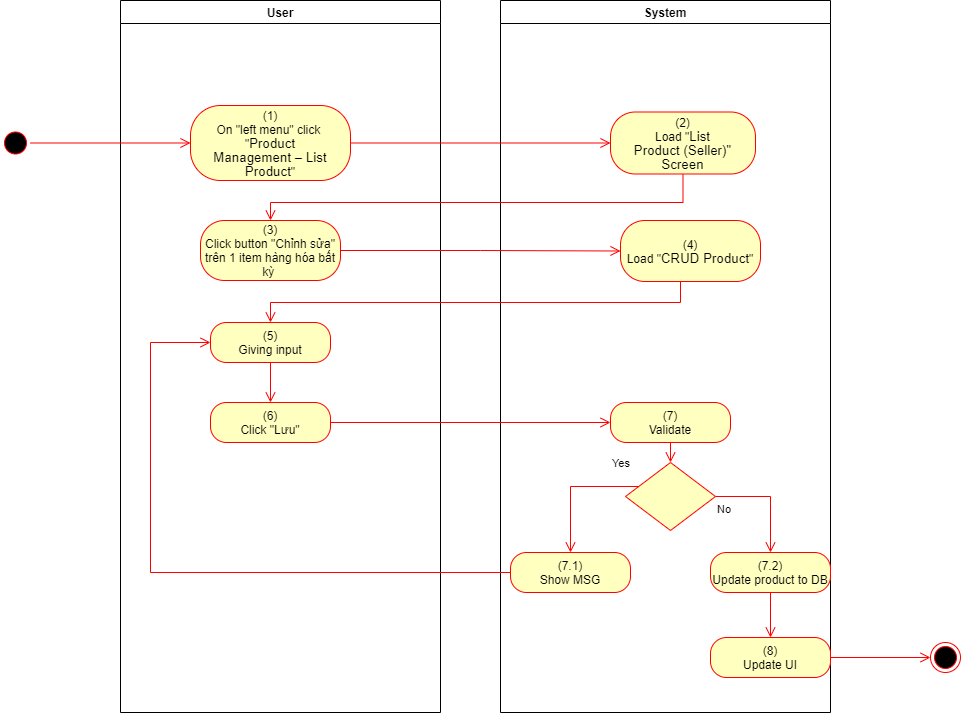 User
System
(1)
On "left menu" click
"Product
Management – List
Product"
(2)
Load "List
Product (Seller)"
Screen
(3)
Click button "Chỉnh sửa"
trên 1 item hàng hóa bất
kỳ
(4)
Load "CRUD Product"
(5)
Giving input
(6)
Click "Lưu"
(7)
Validate
Yes
No
(7.1)
Show MSG
(7.2)
Update product to DB
(8)
Update UI